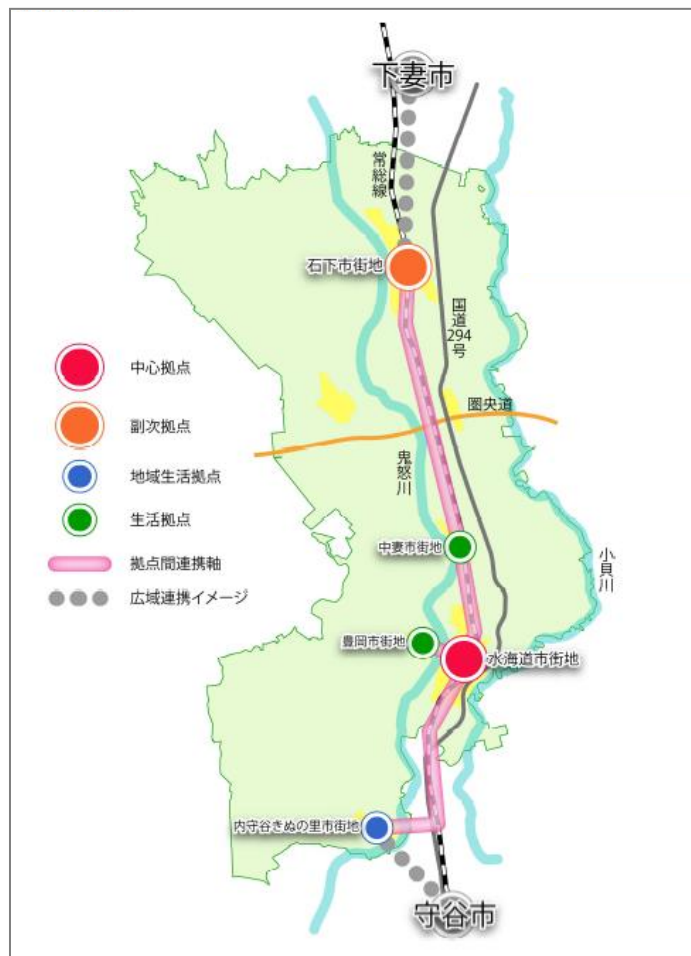 下妻市
常総線
石下市街地
国道
294
号
中心拠点
圏央道
副次拠点
鬼怒川
地域生活拠点
生活拠点
中妻市街地
拠点間連携軸
小貝川
広域連携イメージ
豊岡市街地
水海道市街地
内守谷きぬの里市街地
守谷市